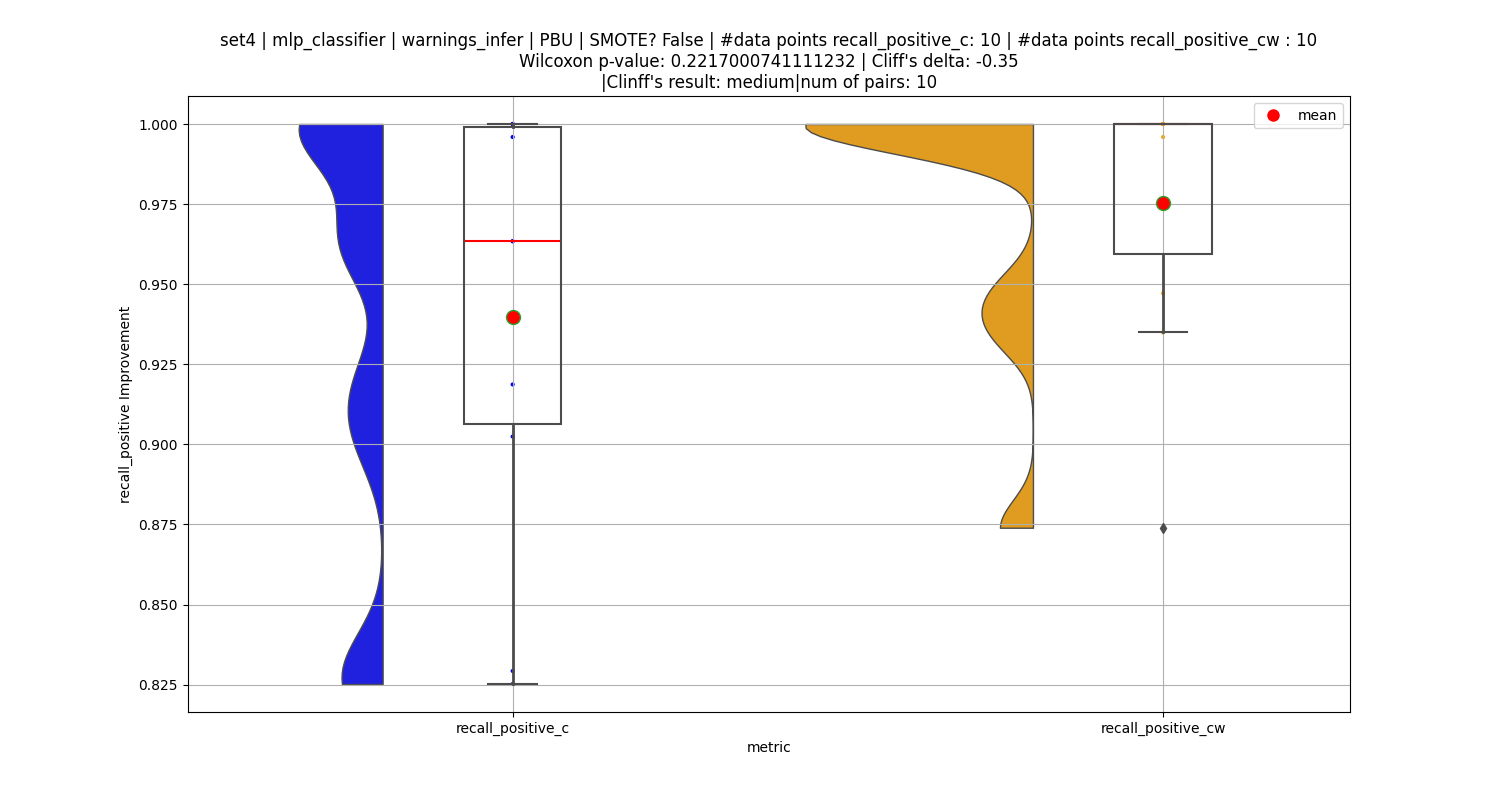 set4 | mlp_classifier | warnings_infer | PBU | SMOTE? False | #data points recall_positive_c: 10 | #data points recall_positive_cw : 10
Wilcoxon p-value: 0.2217000741111232 | Cliff's delta: -0.35
|Clinff's result: medium|num of pairs: 10
mean
1.000
0.975
0.950
0.925
0.900
0.875
0.850
0.825
recall_positive Improvement
recall_positive_c
recall_positive_cw
metric